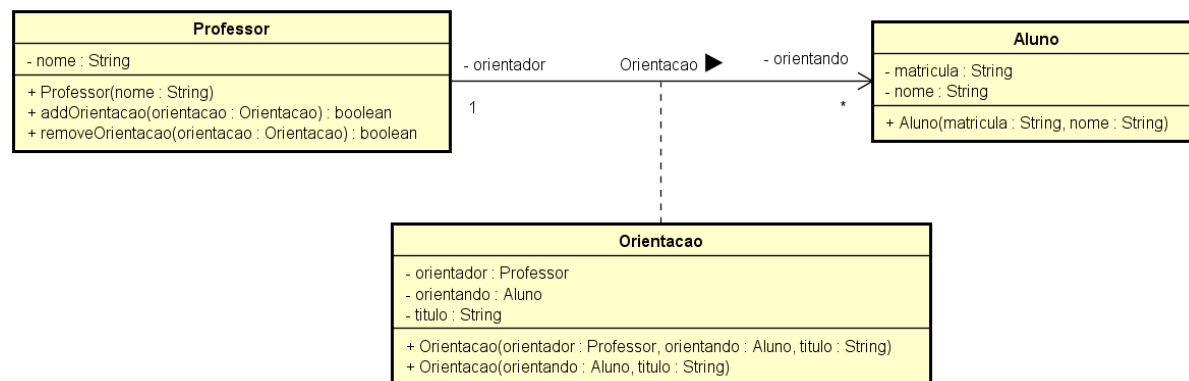 Professor
- nome : String
+ Professor(nome : String)
+ addOrientacao(orientacao : Orientacao) : boolean
+ removeOrientacao(orientacao : Orientacao) : boolean
- orientador
1
Orientacao
- orientando
*
Aluno
- matricula : String
- nome : String
+ Aluno(matricula : String, nome : String)
Orientacao
- orientador : Professor
- orientando : Aluno
- titulo : String
+ Orientacao(orientador : Professor, orientando : Aluno, titulo : String)
+ Orientacao(orientando : Aluno, titulo : String)